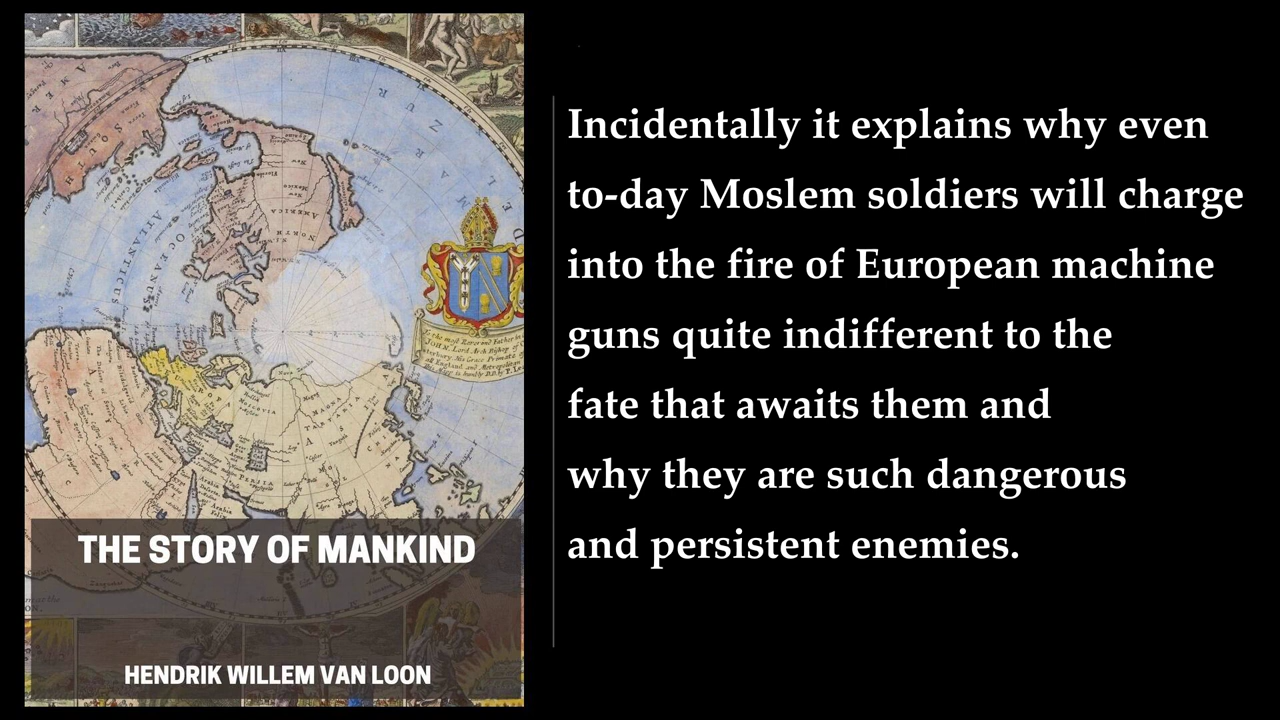 THE STORY OF MANKIND
HENDRIK WILLEM VAN LOON
Incidentally it explains why even
to-day Moslem soldiers will charge
into the fire of European machine
guns quite indifferent to the
fate that awaits them and
why they are such dangerous
and persistent enemies.